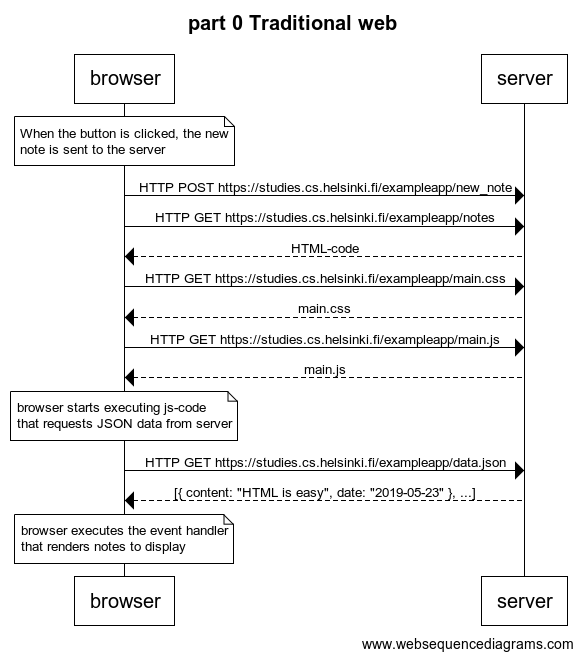 part 0 Traditional web
browser
server
When the button is clicked, the new
note is sent to the server
HTTP POST https://studies.cs.helsinki.fi/exampleapp/new_note
HTTP GET https://studies.cs.helsinki.fi/exampleapp/notes
HTML-code
HTTP GET https://studies.cs.helsinki.fi/exampleapp/main.css
main.css
HTTP GET https://studies.cs.helsinki.fi/exampleapp/main.js
main.js
browser starts executing js-code
that requests JSON data from server
HTTP GET https://studies.cs.helsinki.fi/exampleapp/data.json
[{ content: "HTML is easy", date: "2019-05-23" }, ...]
browser executes the event handler
that renders notes to display
browser
server
www.websequencediagrams.com